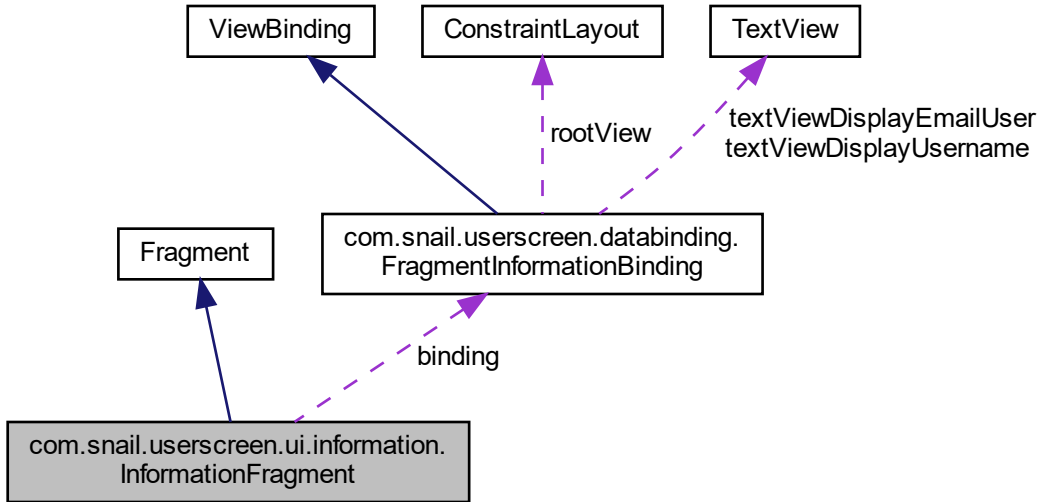 ViewBinding
ConstraintLayout
TextView
rootView
textViewDisplayEmailUser
textViewDisplayUsername
Fragment
com.snail.userscreen.databinding.
FragmentInformationBinding
binding
com.snail.userscreen.ui.information.
InformationFragment